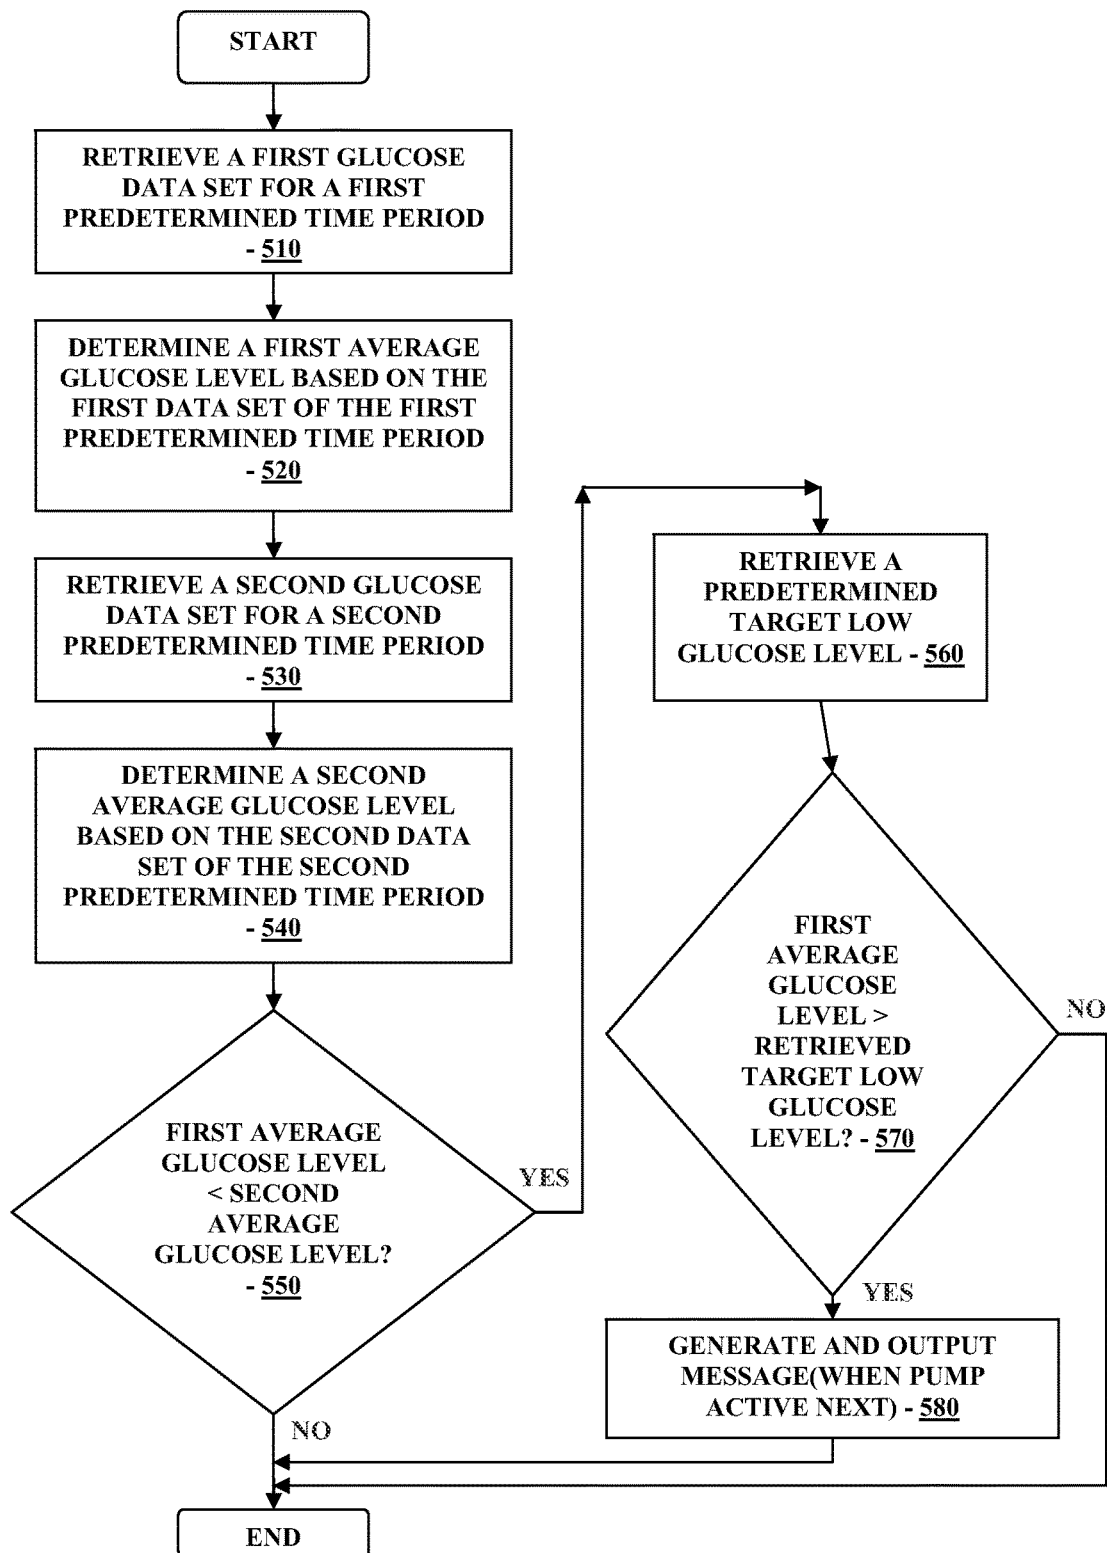 START
RETRIEVE A FIRST GLUCOSE
DATA SET FOR A FIRST
PREDETERMINED TIME PERIOD
- 510
DETERMINE A FIRST AVERAGE
GLUCOSE LEVEL BASED ON THE
FIRST DATA SET OF THE FIRST
PREDETERMINED TIME PERIOD
- 520
RETRIEVE A SECOND GLUCOSE
DATA SET FOR A SECOND
PREDETERMINED TIME PERIOD
- 530
DETERMINE A SECOND
AVERAGE GLUCOSE LEVEL
BASED ON THE SECOND DATA
SET OF THE SECOND
PREDETERMINED TIME PERIOD
- 540
FIRST AVERAGE
GLUCOSE LEVEL
< SECOND
AVERAGE
GLUCOSE LEVEL?
- 550
YES
NO
RETRIEVE A
PREDETERMINED
TARGET LOW
GLUCOSE LEVEL - 560
FIRST
AVERAGE
GLUCOSE
LEVEL >
RETRIEVED
TARGET LOW
GLUCOSE
LEVEL? - 570
NO
YES
GENERATE AND OUTPUT
MESSAGE(WHEN PUMP
ACTIVE NEXT) - 580
END